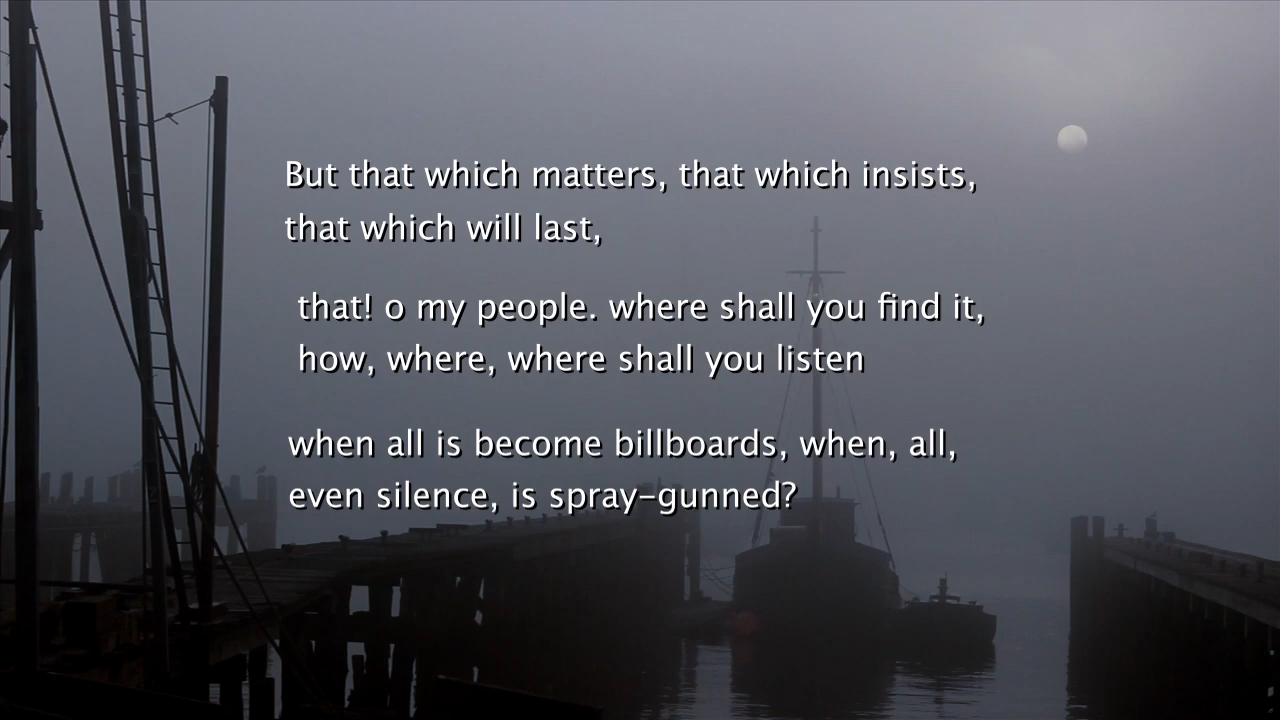 But that which matters, that which insists,
that which will last,
that! o my people. where shall you find it,
how, where, where shall you listen
when all is become billboards, when, all,
even silence, is spray-gunned?